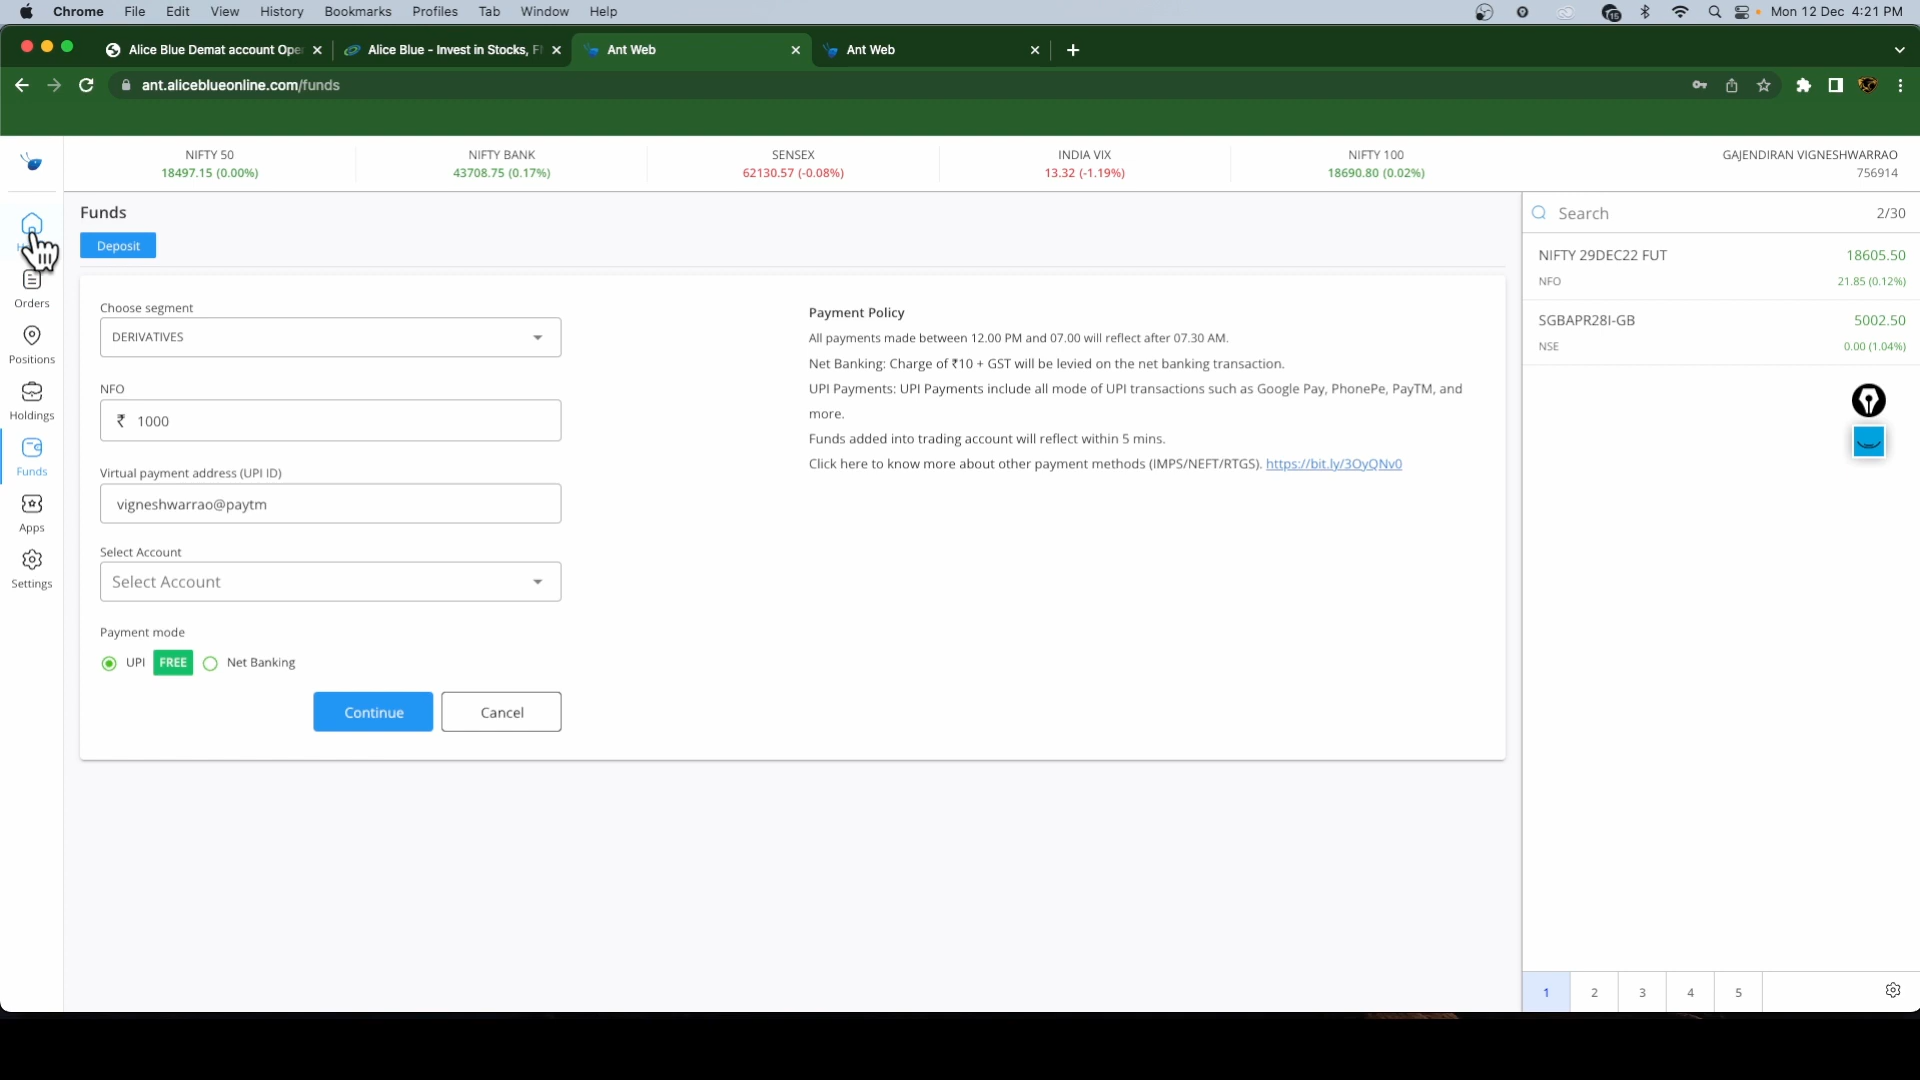 Chrome File Edit View History Bookmarks Profiles Tab Window Help
15
Mon 12 Dec 4:21 PM
Alice Blue Demat account Ope
Alice Blue - Invest in Stocks, F
Ant Web
Ant Web
ant.aliceblueonline.com/funds
NIFTY 50
18497.15 (0.00%)
NIFTY BANK
43708.75 (0.17%)
SENSEX
62130.57 (-0.08%)
INDIA VIX
13.32 (-1.19%)
NIFTY 100
18690.80 (0.02%)
GAJENDIRAN VIGNESHWARRAO
756914
Orders
Positions
Holdings
Funds
Apps
Settings
Funds
Deposit
Choose segment
DERIVATIVES
NFO
₹ 1000
Virtual payment address (UPI ID)
vigneshwarrao@paytm
Select Account
Select Account
Payment mode
UPI FREE Net Banking
Continue Cancel
Payment Policy
All payments made between 12.00 PM and 07.00 will reflect after 07.30 AM.
Net Banking: Charge of ₹10 + GST will be levied on the net banking transaction.
UPI Payments: UPI Payments include all mode of UPI transactions such as Google Pay, PhonePe, PayTM, and
more.
Funds added into trading account will reflect within 5 mins.
Click here to know more about other payment methods (IMPS/NEFT/RTGS). https://bit.ly/3OyQNv0
Search 2/30
NIFTY 29DEC22 FUT 18605.50
NFO 21.85 (0.12%)
SGBAPR28I-GB 5002.50
NSE 0.00 (1.04%)
1 2 3 4 5